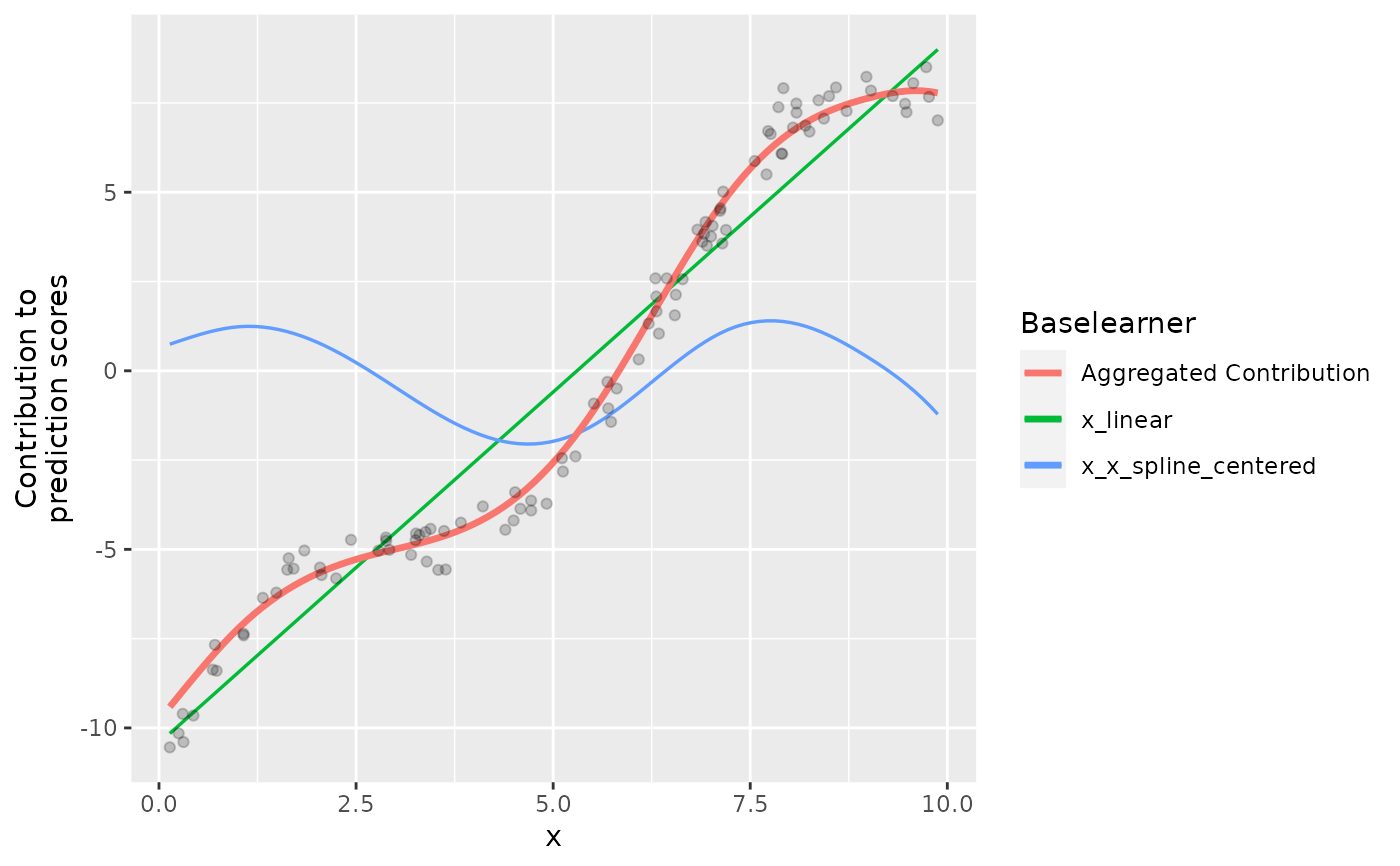 5
0
-5
-10
0.0
2.5
5.0
7.5
10.0
x
Contribution to
prediction scores
Baselearner
Aggregated Contribution
x_linear
x_x_spline_centered